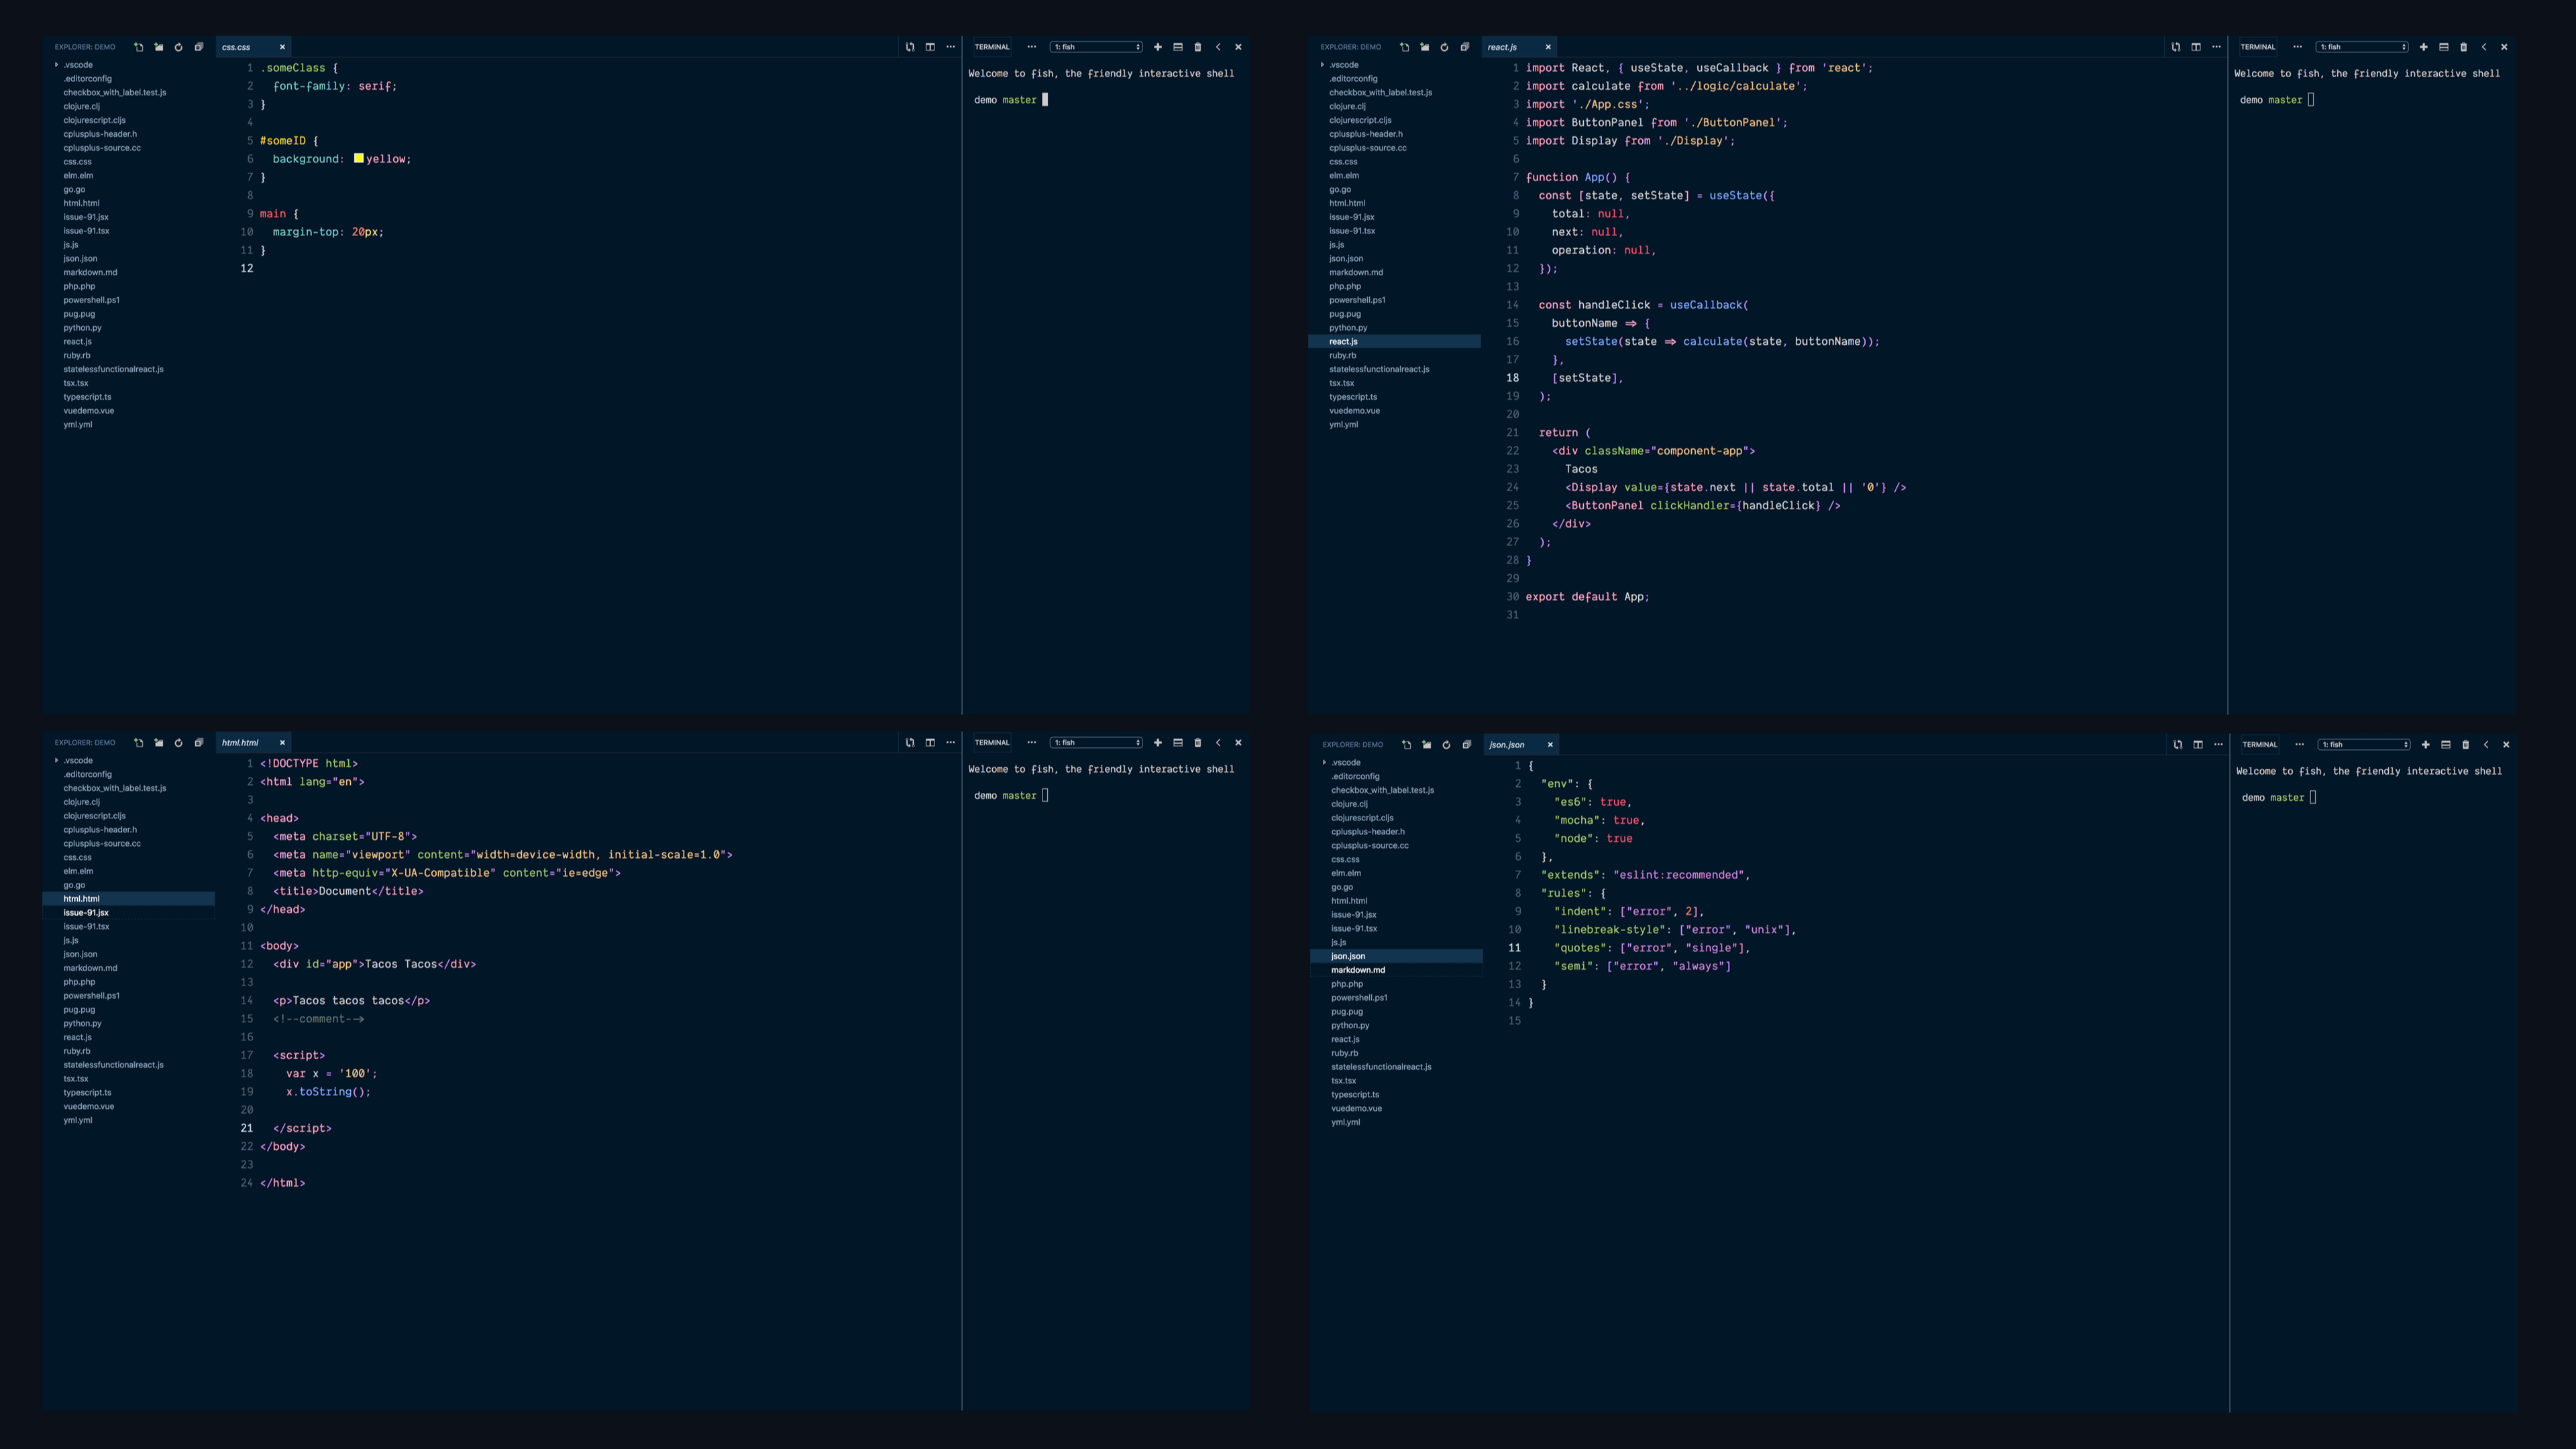 EXPLORER: DEMO
.vscode
.editorconfig
checkbox_with_label.test.js
clojure.clj
clojurescript.cljs
cplusplus-header.h
cplusplus-source.cc
css.css
elm.elm
go.go
html.html
issue-91.jsx
issue-91.tsx
js.js
json.json
markdown.md
php.php
powershell.ps1
pug.pug
python.py
react.js
ruby.rb
statelessfunctionalreact.js
tsx.tsx
typescript.ts
vuedemo.vue
yml.yml
css.css
1 .someClass {
2   font-family: serif;
3 }
4
5 #someID {
6   background: yellow;
7 }
8
9 main {
10   margin-top: 20px;
11 }
12
TERMINAL ... 1: fish
Welcome to fish, the friendly interactive shell
demo master
EXPLORER: DEMO
.vscode
.editorconfig
checkbox_with_label.test.js
clojure.clj
clojurescript.cljs
cplusplus-header.h
cplusplus-source.cc
css.css
elm.elm
go.go
html.html
issue-91.jsx
issue-91.tsx
js.js
json.json
markdown.md
php.php
powershell.ps1
pug.pug
python.py
react.js
ruby.rb
statelessfunctionalreact.js
tsx.tsx
typescript.ts
vuedemo.vue
yml.yml
react.js
1 import React, { useState, useCallback } from 'react';
2 import calculate from '../logic/calculate';
3 import './App.css';
4 import ButtonPanel from './ButtonPanel';
5 import Display from './Display';
6
7 function App() {
8   const [state, setState] = useState({
9     total: null,
10     next: null,
11     operation: null,
12   });
13
14   const handleClick = useCallback(
15     buttonName ⇒ {
16       setState(state ⇒ calculate(state, buttonName));
17     },
18     [setState],
19   );
20
21   return (
22     <div className="component-app">
23       Tacos
24       <Display value={state.next || state.total || '0'} />
25       <ButtonPanel clickHandler={handleClick} />
26     </div>
27   );
28 }
29
30 export default App;
31
TERMINAL ... 1: fish
Welcome to fish, the friendly interactive shell
demo master
EXPLORER: DEMO
.vscode
.editorconfig
checkbox_with_label.test.js
clojure.clj
clojurescript.cljs
cplusplus-header.h
cplusplus-source.cc
css.css
elm.elm
go.go
html.html
issue-91.jsx
issue-91.tsx
js.js
json.json
markdown.md
php.php
powershell.ps1
pug.pug
python.py
react.js
ruby.rb
statelessfunctionalreact.js
tsx.tsx
typescript.ts
vuedemo.vue
yml.yml
html.html
1 <!DOCTYPE html>
2 <html lang="en">
3
4 <head>
5   <meta charset="UTF-8">
6   <meta name="viewport" content="width=device-width, initial-scale=1.0">
7   <meta http-equiv="X-UA-Compatible" content="ie=edge">
8   <title>Document</title>
9 </head>
10
11 <body>
12   <div id="app">Tacos Tacos</div>
13
14   <p>Tacos tacos tacos</p>
15   <!--comment-->
16
17   <script>
18     var x = '100';
19     x.toString();
20
21   </script>
22 </body>
23
24 </html>
TERMINAL ... 1: fish
Welcome to fish, the friendly interactive shell
demo master
EXPLORER: DEMO
.vscode
.editorconfig
checkbox_with_label.test.js
clojure.clj
clojurescript.cljs
cplusplus-header.h
cplusplus-source.cc
css.css
elm.elm
go.go
html.html
issue-91.jsx
issue-91.tsx
js.js
json.json
markdown.md
php.php
powershell.ps1
pug.pug
python.py
react.js
ruby.rb
statelessfunctionalreact.js
tsx.tsx
typescript.ts
vuedemo.vue
yml.yml
json.json
1 {
2   "env": {
3     "es6": true,
4     "mocha": true,
5     "node": true
6   },
7   "extends": "eslint:recommended",
8   "rules": {
9     "indent": ["error", 2],
10     "linebreak-style": ["error", "unix"],
11     "quotes": ["error", "single"],
12     "semi": ["error", "always"]
13   }
14 }
15
TERMINAL ... 1: fish
Welcome to fish, the friendly interactive shell
demo master